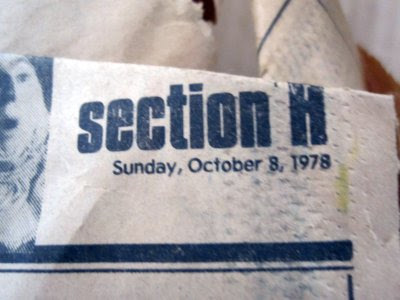 section H
Sunday, October 8, 1978